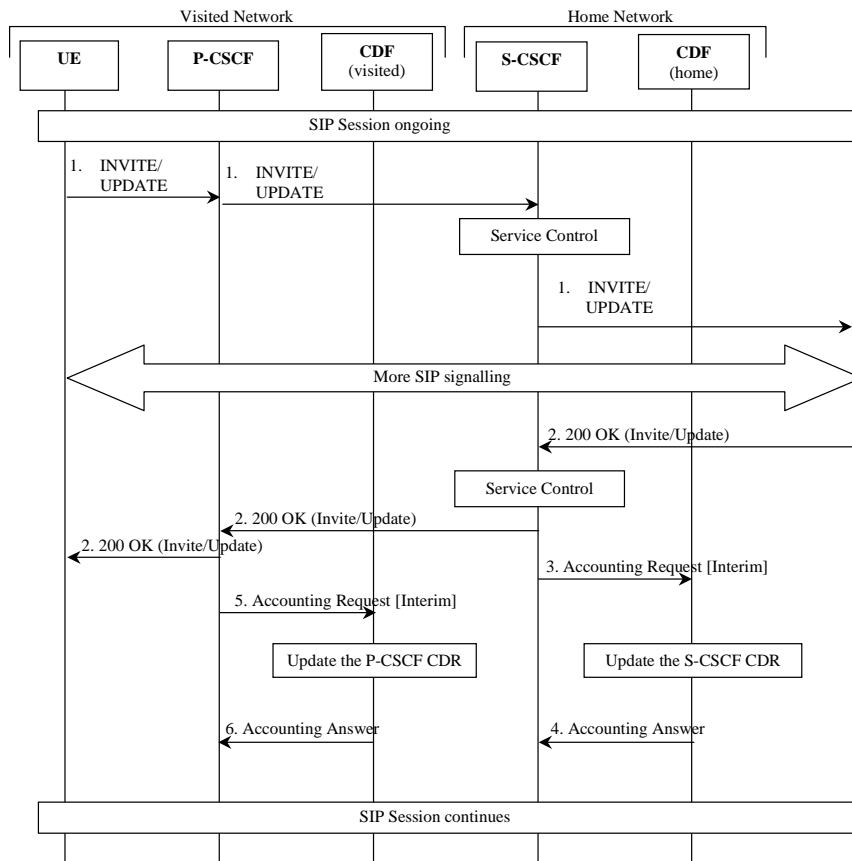 Visited Network
Home Network
UE
P-CSCF
CDF
(visited)
S-CSCF
CDF
(home)
SIP Session ongoing
1. INVITE/
UPDATE
1. INVITE/
UPDATE
Service Control
1. INVITE/
UPDATE
More SIP signalling
2. 200 OK (Invite/Update)
Service Control
2. 200 OK (Invite/Update)
2. 200 OK (Invite/Update)
3. Accounting Request [Interim]
5. Accounting Request [Interim]
Update the P-CSCF CDR
Update the S-CSCF CDR
6. Accounting Answer
4. Accounting Answer
SIP Session continues